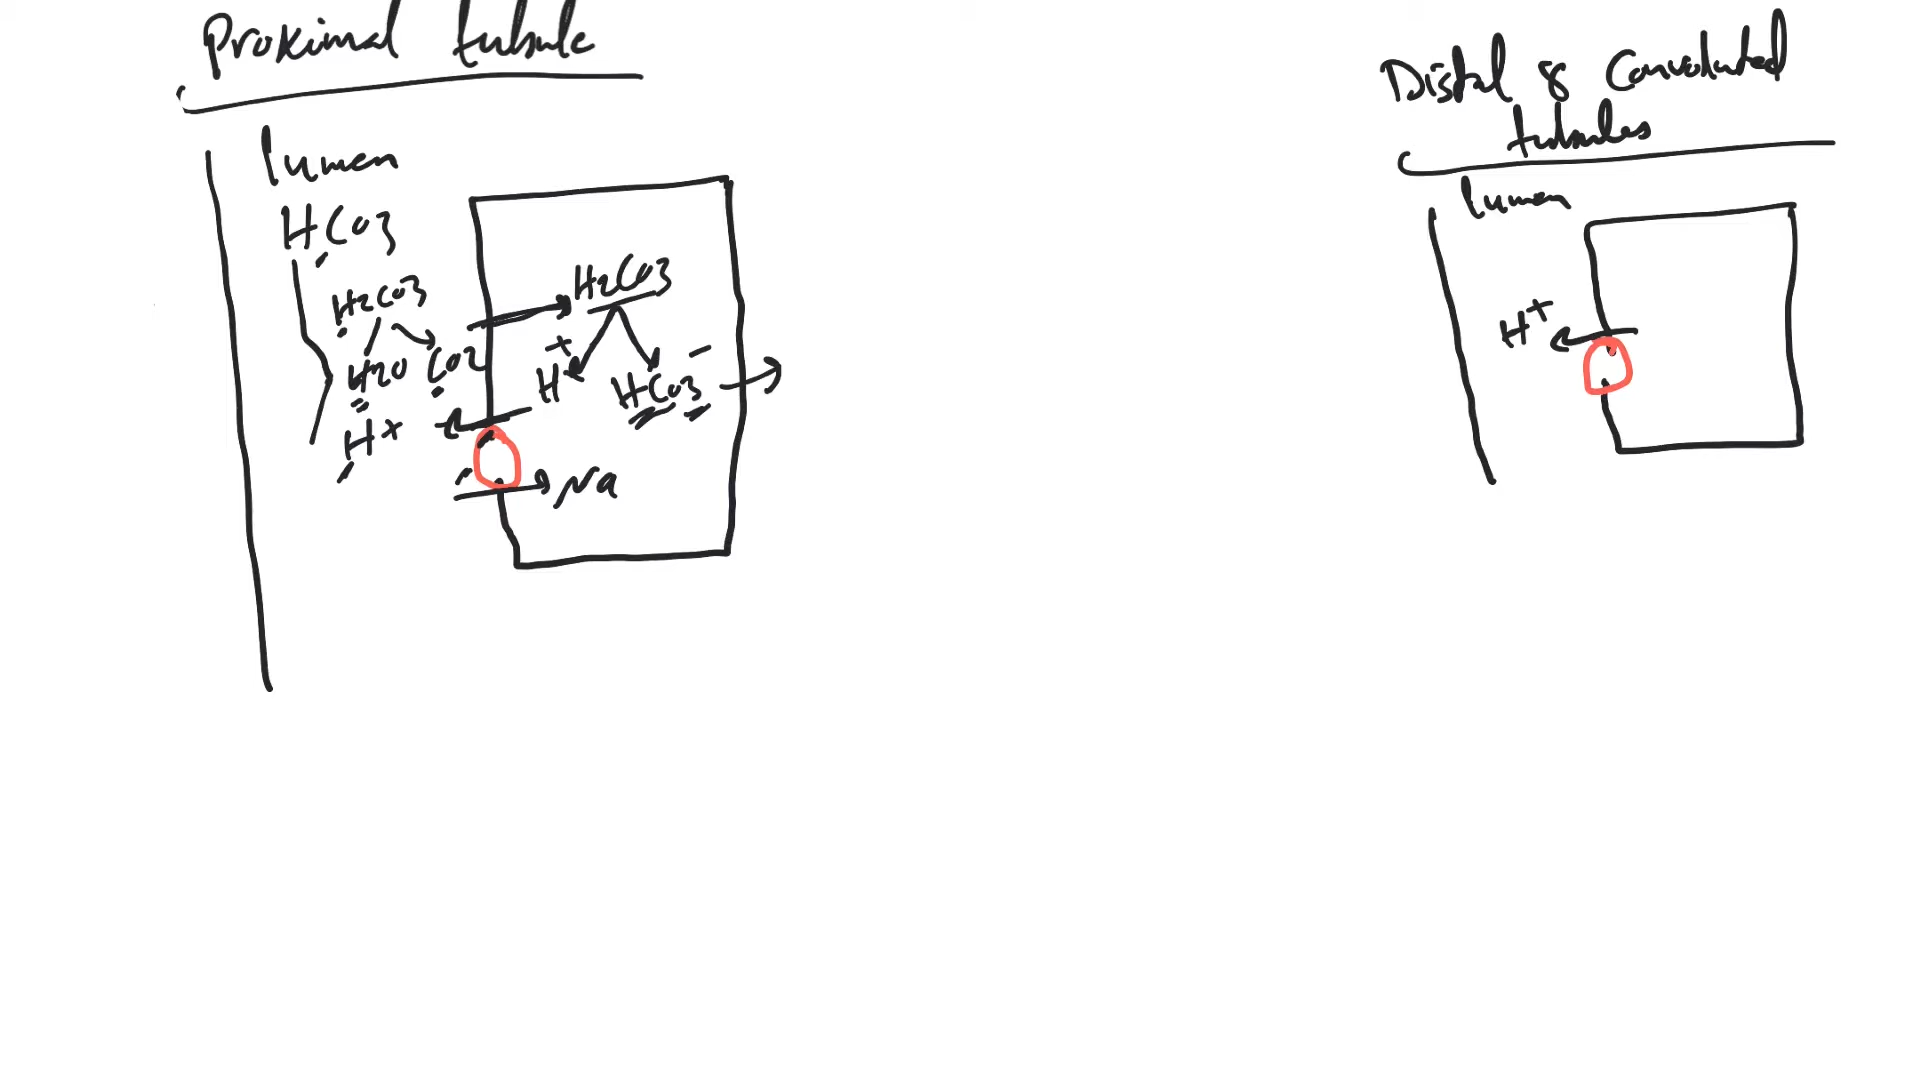 Proximal tubule
lumen
HCO3
H2CO3
H2O CO2
H+
H2CO3
H+ HCO3-
Na
Distal & Convoluted
tubules
lumen
H+